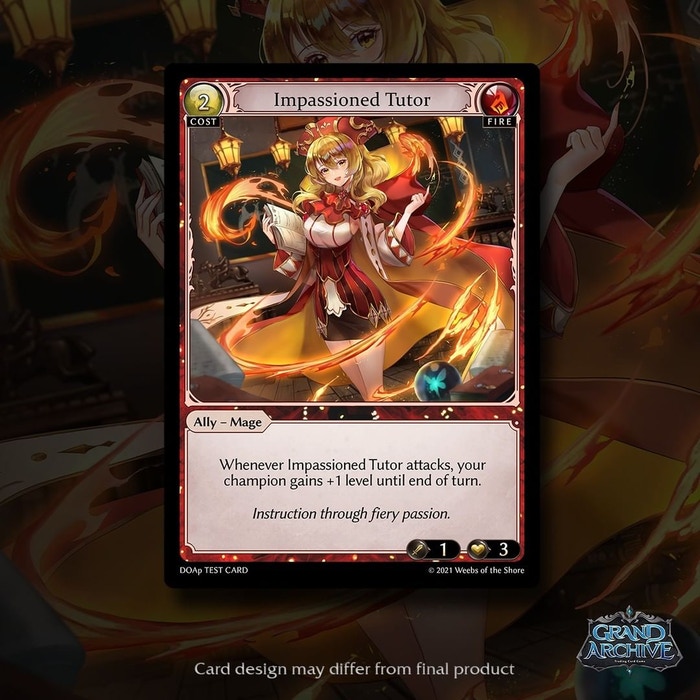 2
Impassioned Tutor
COST
FIRE
Ally – Mage
Whenever Impassioned Tutor attacks, your
champion gains +1 level until end of turn.
Instruction through fiery passion.
1
3
DOAp TEST CARD
© 2021 Weebs of the Shore
GRAND
ARCHIVE
Trading Card Game
Card design may differ from final product